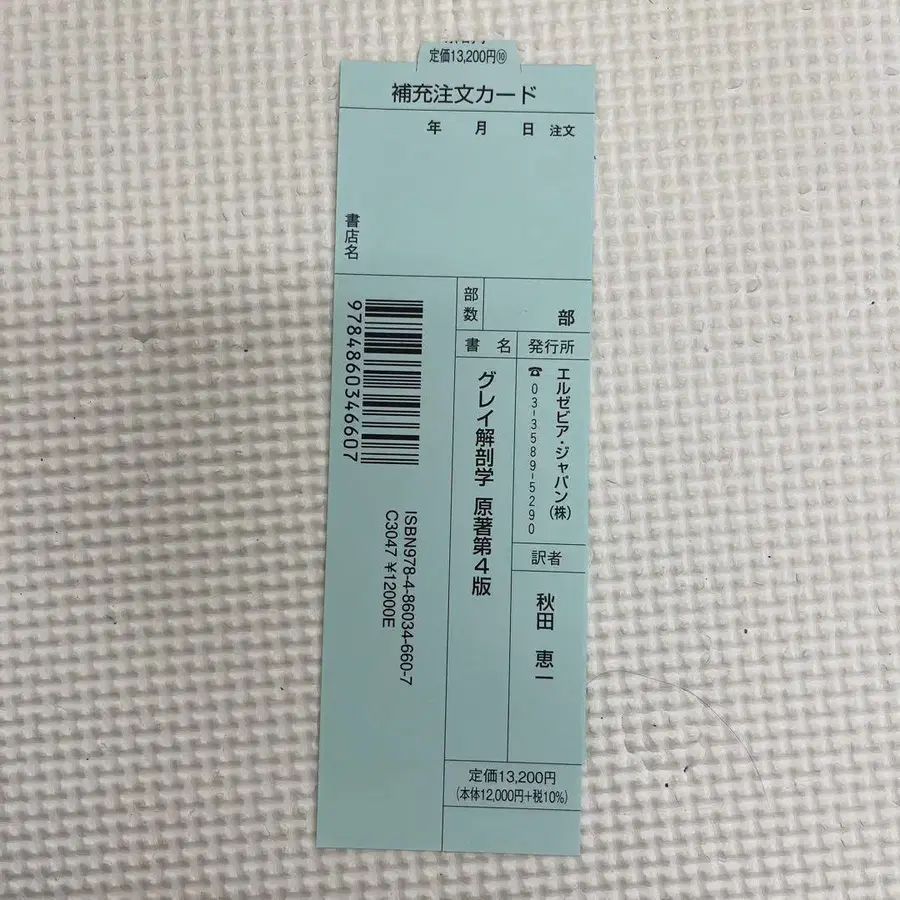 定価13,200円⑩
補充注文カード
年 月 日 注文
書店名
部数
部
書名
発行所
エルゼビア・ジャパン(株)
☎03-3589-5290
グレイ解剖学 原著第4版
訳者
秋田 恵一
9784860346607
ISBN978-4-86034-660-7
C3047 ¥12000E
定価13,200円
(本体12,000円+税10%)